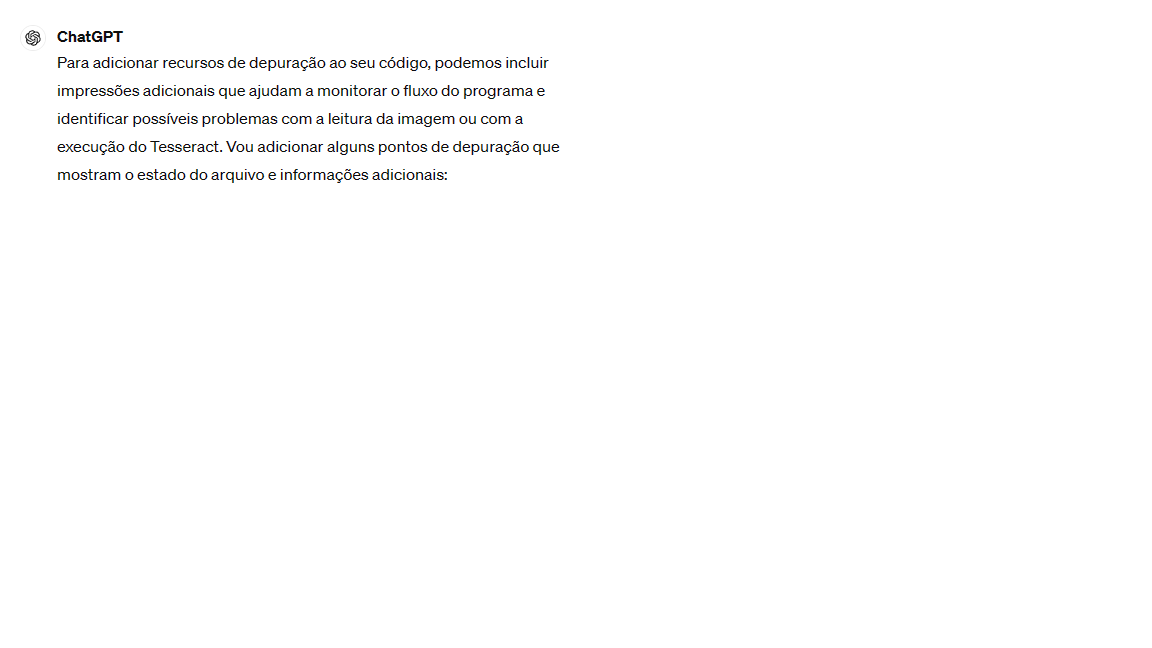 ChatGPT
Para adicionar recursos de depuração ao seu código, podemos incluir
impressões adicionais que ajudam a monitorar o fluxo do programa e
identificar possíveis problemas com a leitura da imagem ou com a
execução do Tesseract. Vou adicionar alguns pontos de depuração que
mostram o estado do arquivo e informações adicionais: